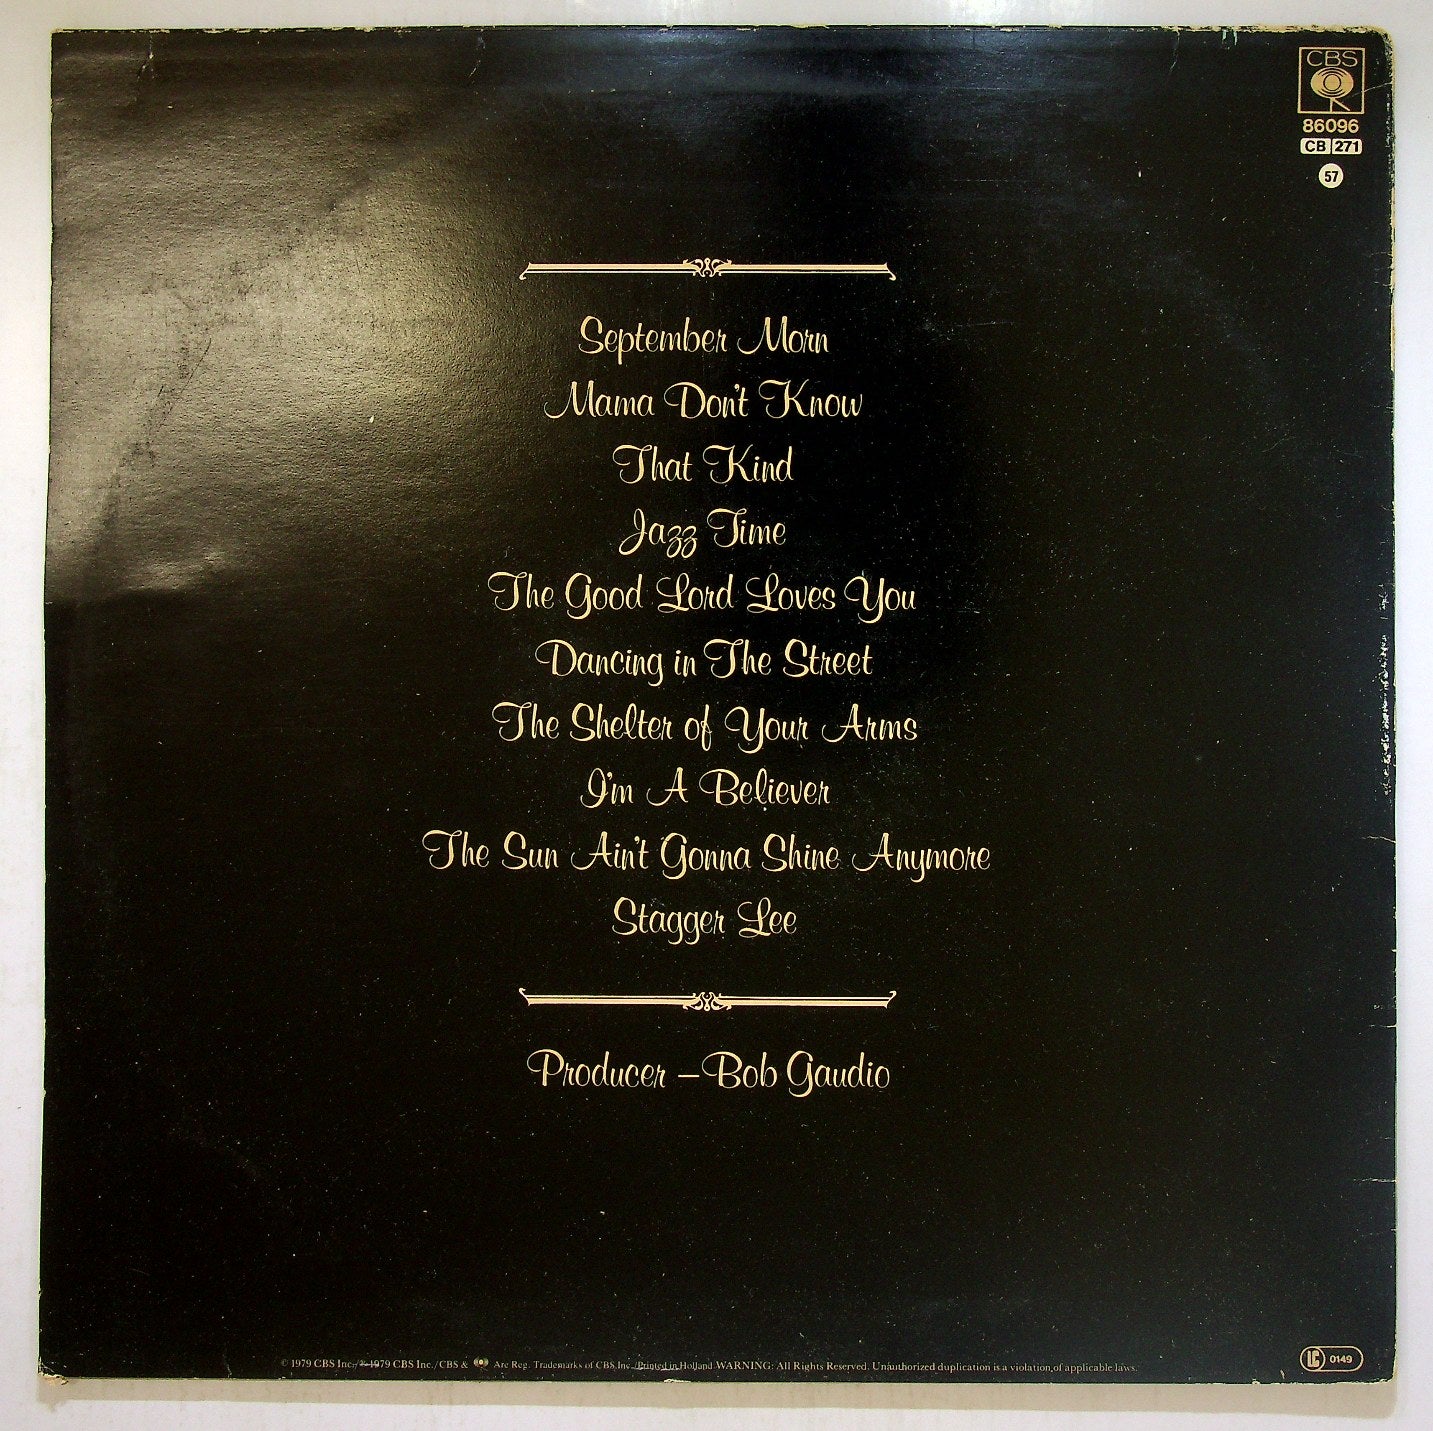 CBS
86096
CB 271
57
September Morn
Mama Don't Know
That Kind
Jazz Time
The Good Lord Loves You
Dancing in The Street
The Shelter of Your Arms
I'm A Believer
The Sun Ain't Gonna Shine Anymore
Stagger Lee
Producer – Bob Gaudio
© 1979 CBS Inc./℗ 1979 CBS Inc./CBS & Are Reg. Trademarks of CBS Inc./Printed in Holland WARNING: All Rights Reserved. Unauthorized duplication is a violation of applicable laws.
LC 0149